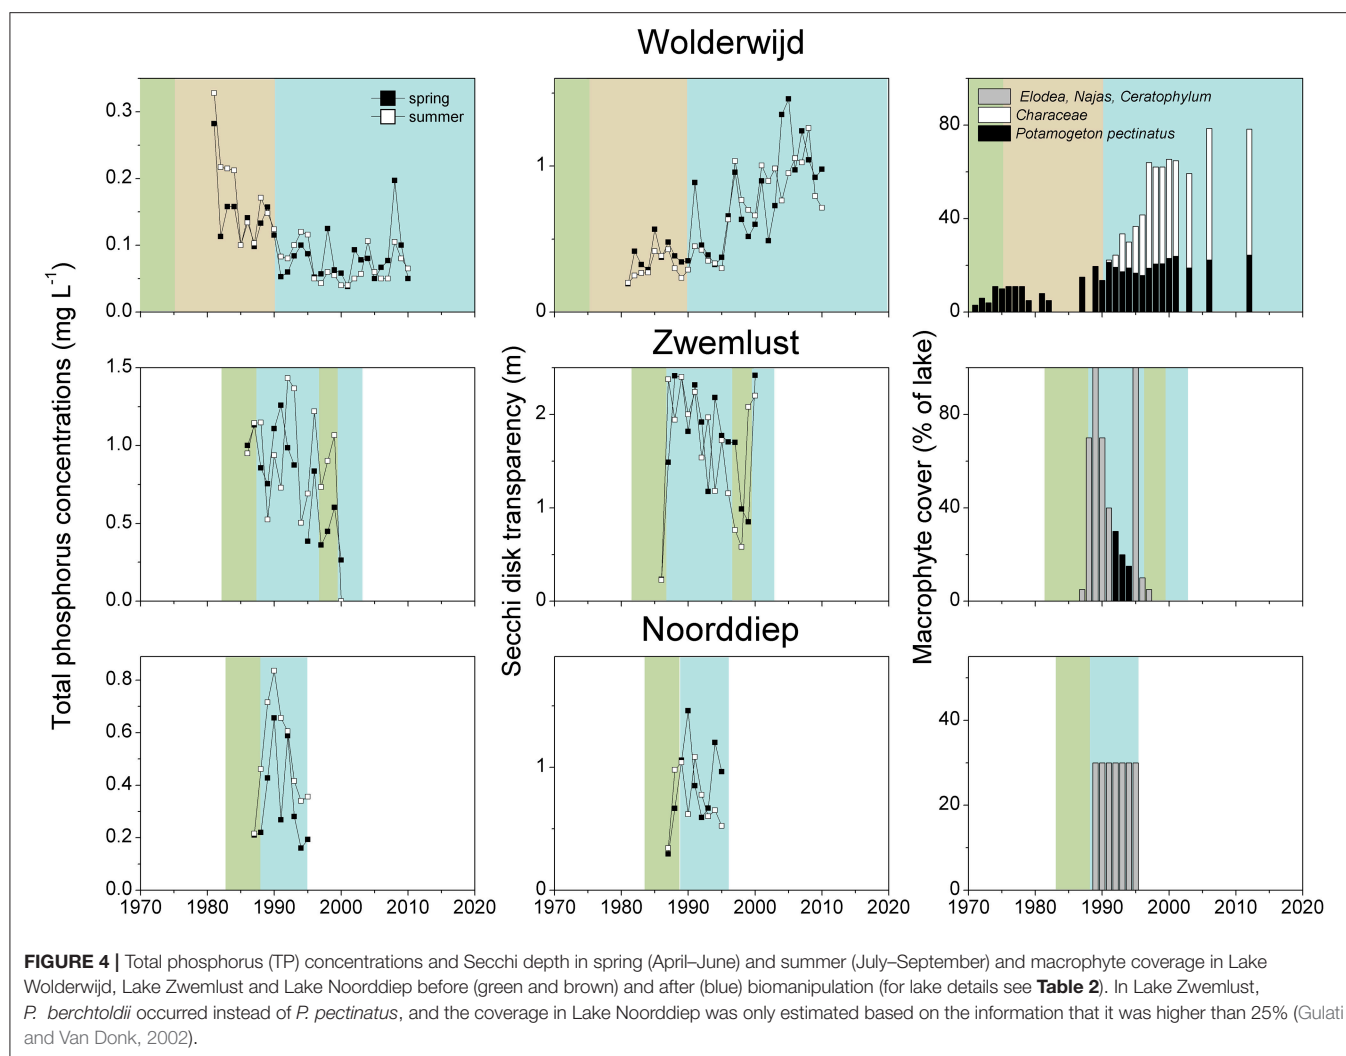 Wolderwijd
Total phosphorus concentrations (mg L-1)
0.3
0.2
0.1
0.0
spring
summer
Secchi disk transparency (m)
1
0
Macrophyte cover (% of lake)
80
40
0
Elodea, Najas, Ceratophylum
Characeae
Potamogeton pectinatus
Zwemlust
1.5
1.0
0.5
0.0
2
1
0
80
40
0
Noorddiep
0.8
0.6
0.4
0.2
0.0
1970 1980 1990 2000 2010 2020
1
0
1970 1980 1990 2000 2010 2020
40
20
0
1970 1980 1990 2000 2010 2020
FIGURE 4 | Total phosphorus (TP) concentrations and Secchi depth in spring (April–June) and summer (July–September) and macrophyte coverage in Lake
Wolderwijd, Lake Zwemlust and Lake Noorddiep before (green and brown) and after (blue) biomanipulation (for lake details see Table 2). In Lake Zwemlust,
P. berchtoldii occurred instead of P. pectinatus, and the coverage in Lake Noorddiep was only estimated based on the information that it was higher than 25% (Gulati
and Van Donk, 2002).